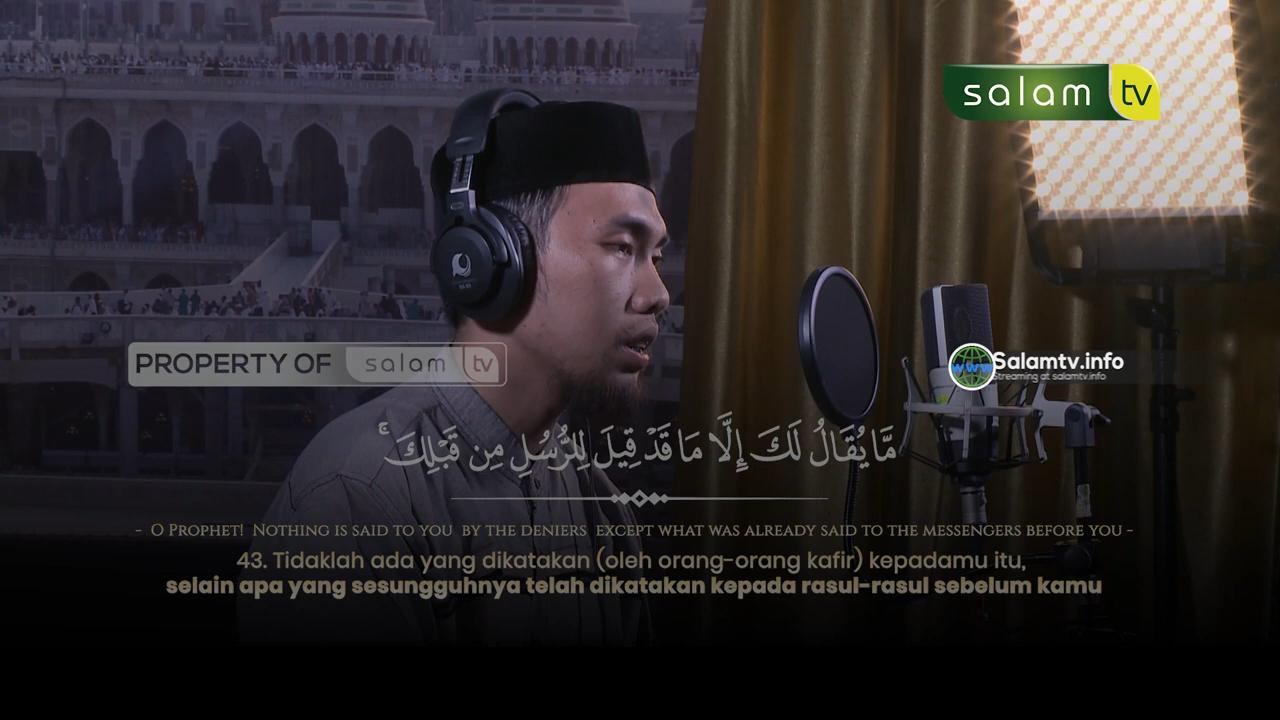 salam tv
PROPERTY OF salam tv
Salamtv.info
Streaming at salamtv.info
مَّا يُقَالُ لَكَ إِلَّا مَا قَدْ قِيلَ لِلرُّسُلِ مِن قَبْلِكَ ۚ
- O Prophet! Nothing is said to you by the deniers except what was already said to the messengers before you -
43. Tidaklah ada yang dikatakan (oleh orang-orang kafir) kepadamu itu,
selain apa yang sesungguhnya telah dikatakan kepada rasul-rasul sebelum kamu